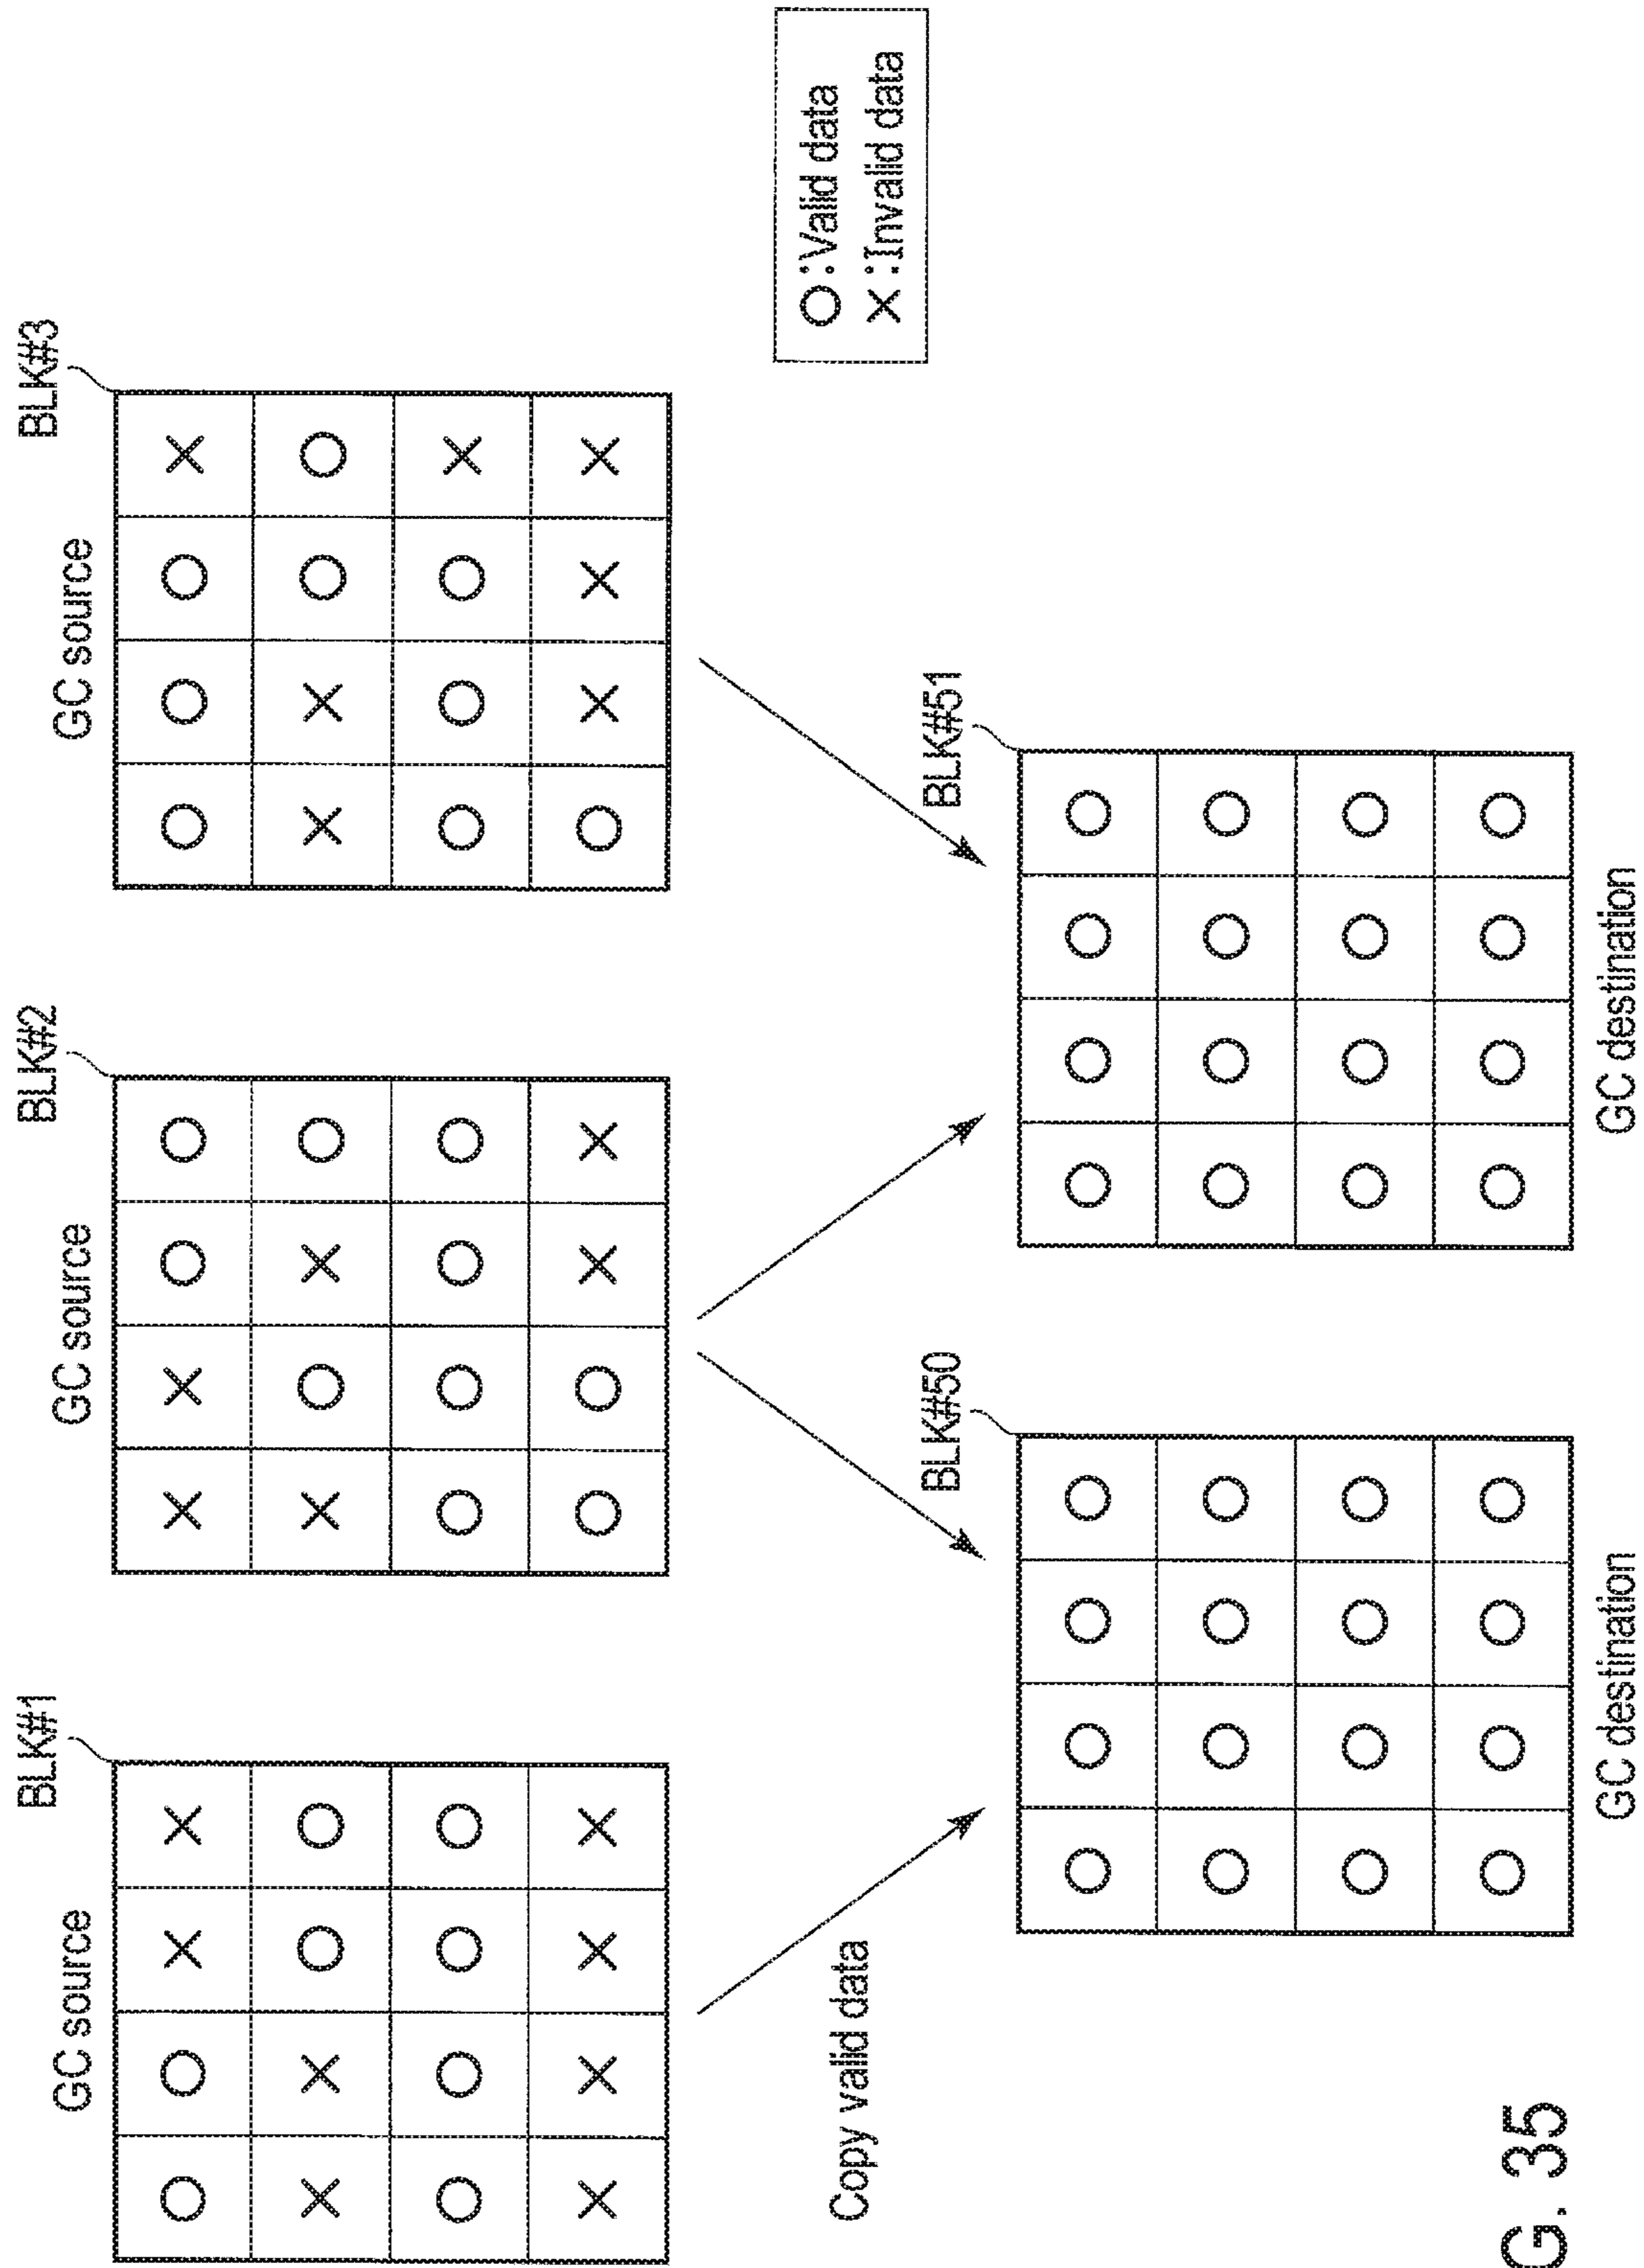 GC source
BLK#1
GC source
BLK#2
GC source
BLK#3
Copy valid data
BLK#50
BLK#51
○:Valid data
×:Invalid data
GC destination
GC destination
G. 35